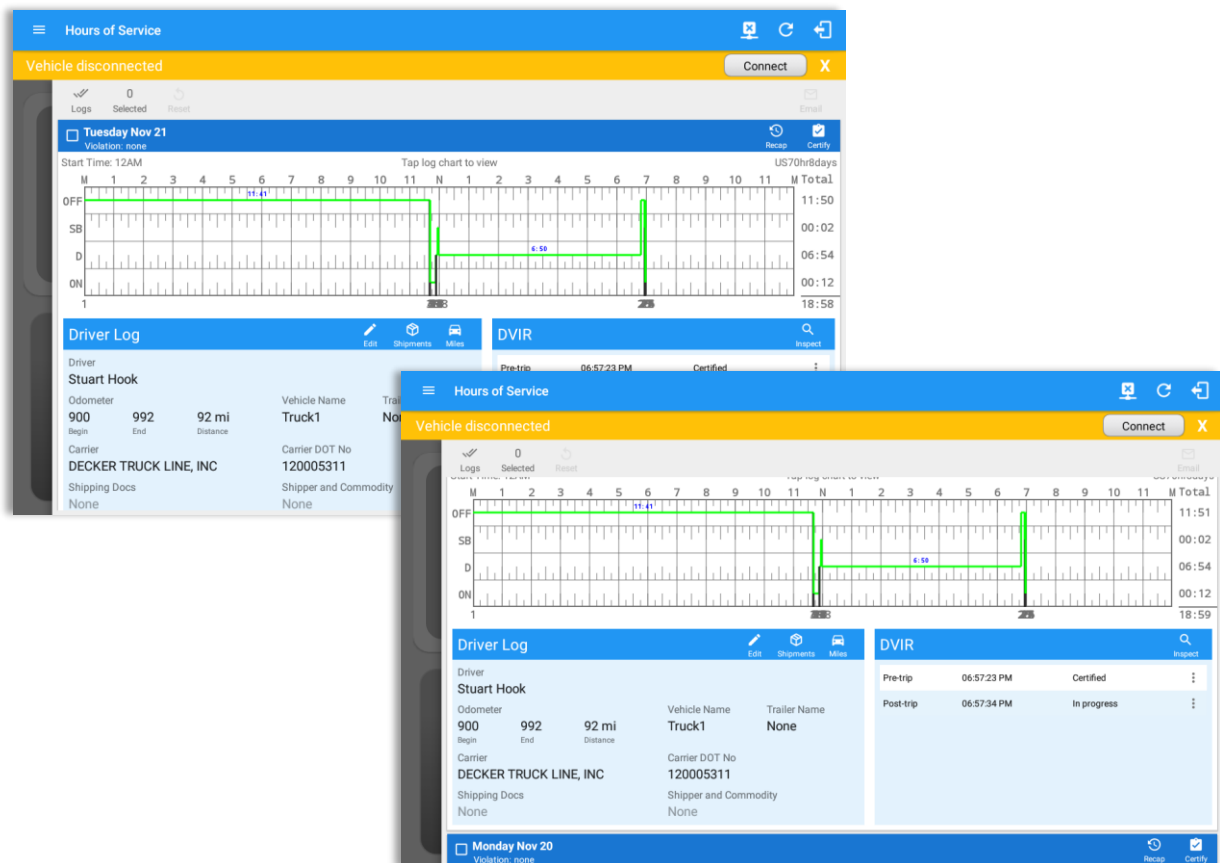 Hours of Service
Vehicle disconnected Connect X
Logs 0 Selected Reset Email
Tuesday Nov 21
Violation: none Recap Certify
Start Time: 12AM Tap log chart to view US70hr8days
M 1 2 3 4 5 6 7 8 9 10 11 N 1 2 3 4 5 6 7 8 9 10 11 M Total
OFF 11:41 11:50
SB 00:02
D 6:50 06:54
ON 00:12
1 18:58
Driver Log Edit Shipments Miles DVIR Inspect
Driver
Stuart Hook
Pre-trip 06:57:23 PM Certified
Odometer Vehicle Name
900 992 92 mi Truck1
Begin End Distance
Carrier Carrier DOT No
DECKER TRUCK LINE, INC 120005311
Shipping Docs Shipper and Commodity
None None
Hours of Service
Vehicle disconnected Connect X
Logs 0 Selected Reset Email
M 1 2 3 4 5 6 7 8 9 10 11 N 1 2 3 4 5 6 7 8 9 10 11 M Total
OFF 11:41 11:51
SB 00:02
D 6:50 06:54
ON 00:12
1 18:59
Driver Log Edit Shipments Miles DVIR Inspect
Driver
Stuart Hook
Pre-trip 06:57:23 PM Certified
Post-trip 06:57:34 PM In progress
Odometer Vehicle Name Trailer Name
900 992 92 mi Truck1 None
Begin End Distance
Carrier Carrier DOT No
DECKER TRUCK LINE, INC 120005311
Shipping Docs Shipper and Commodity
None None
Monday Nov 20
Violation: none Recap Certify